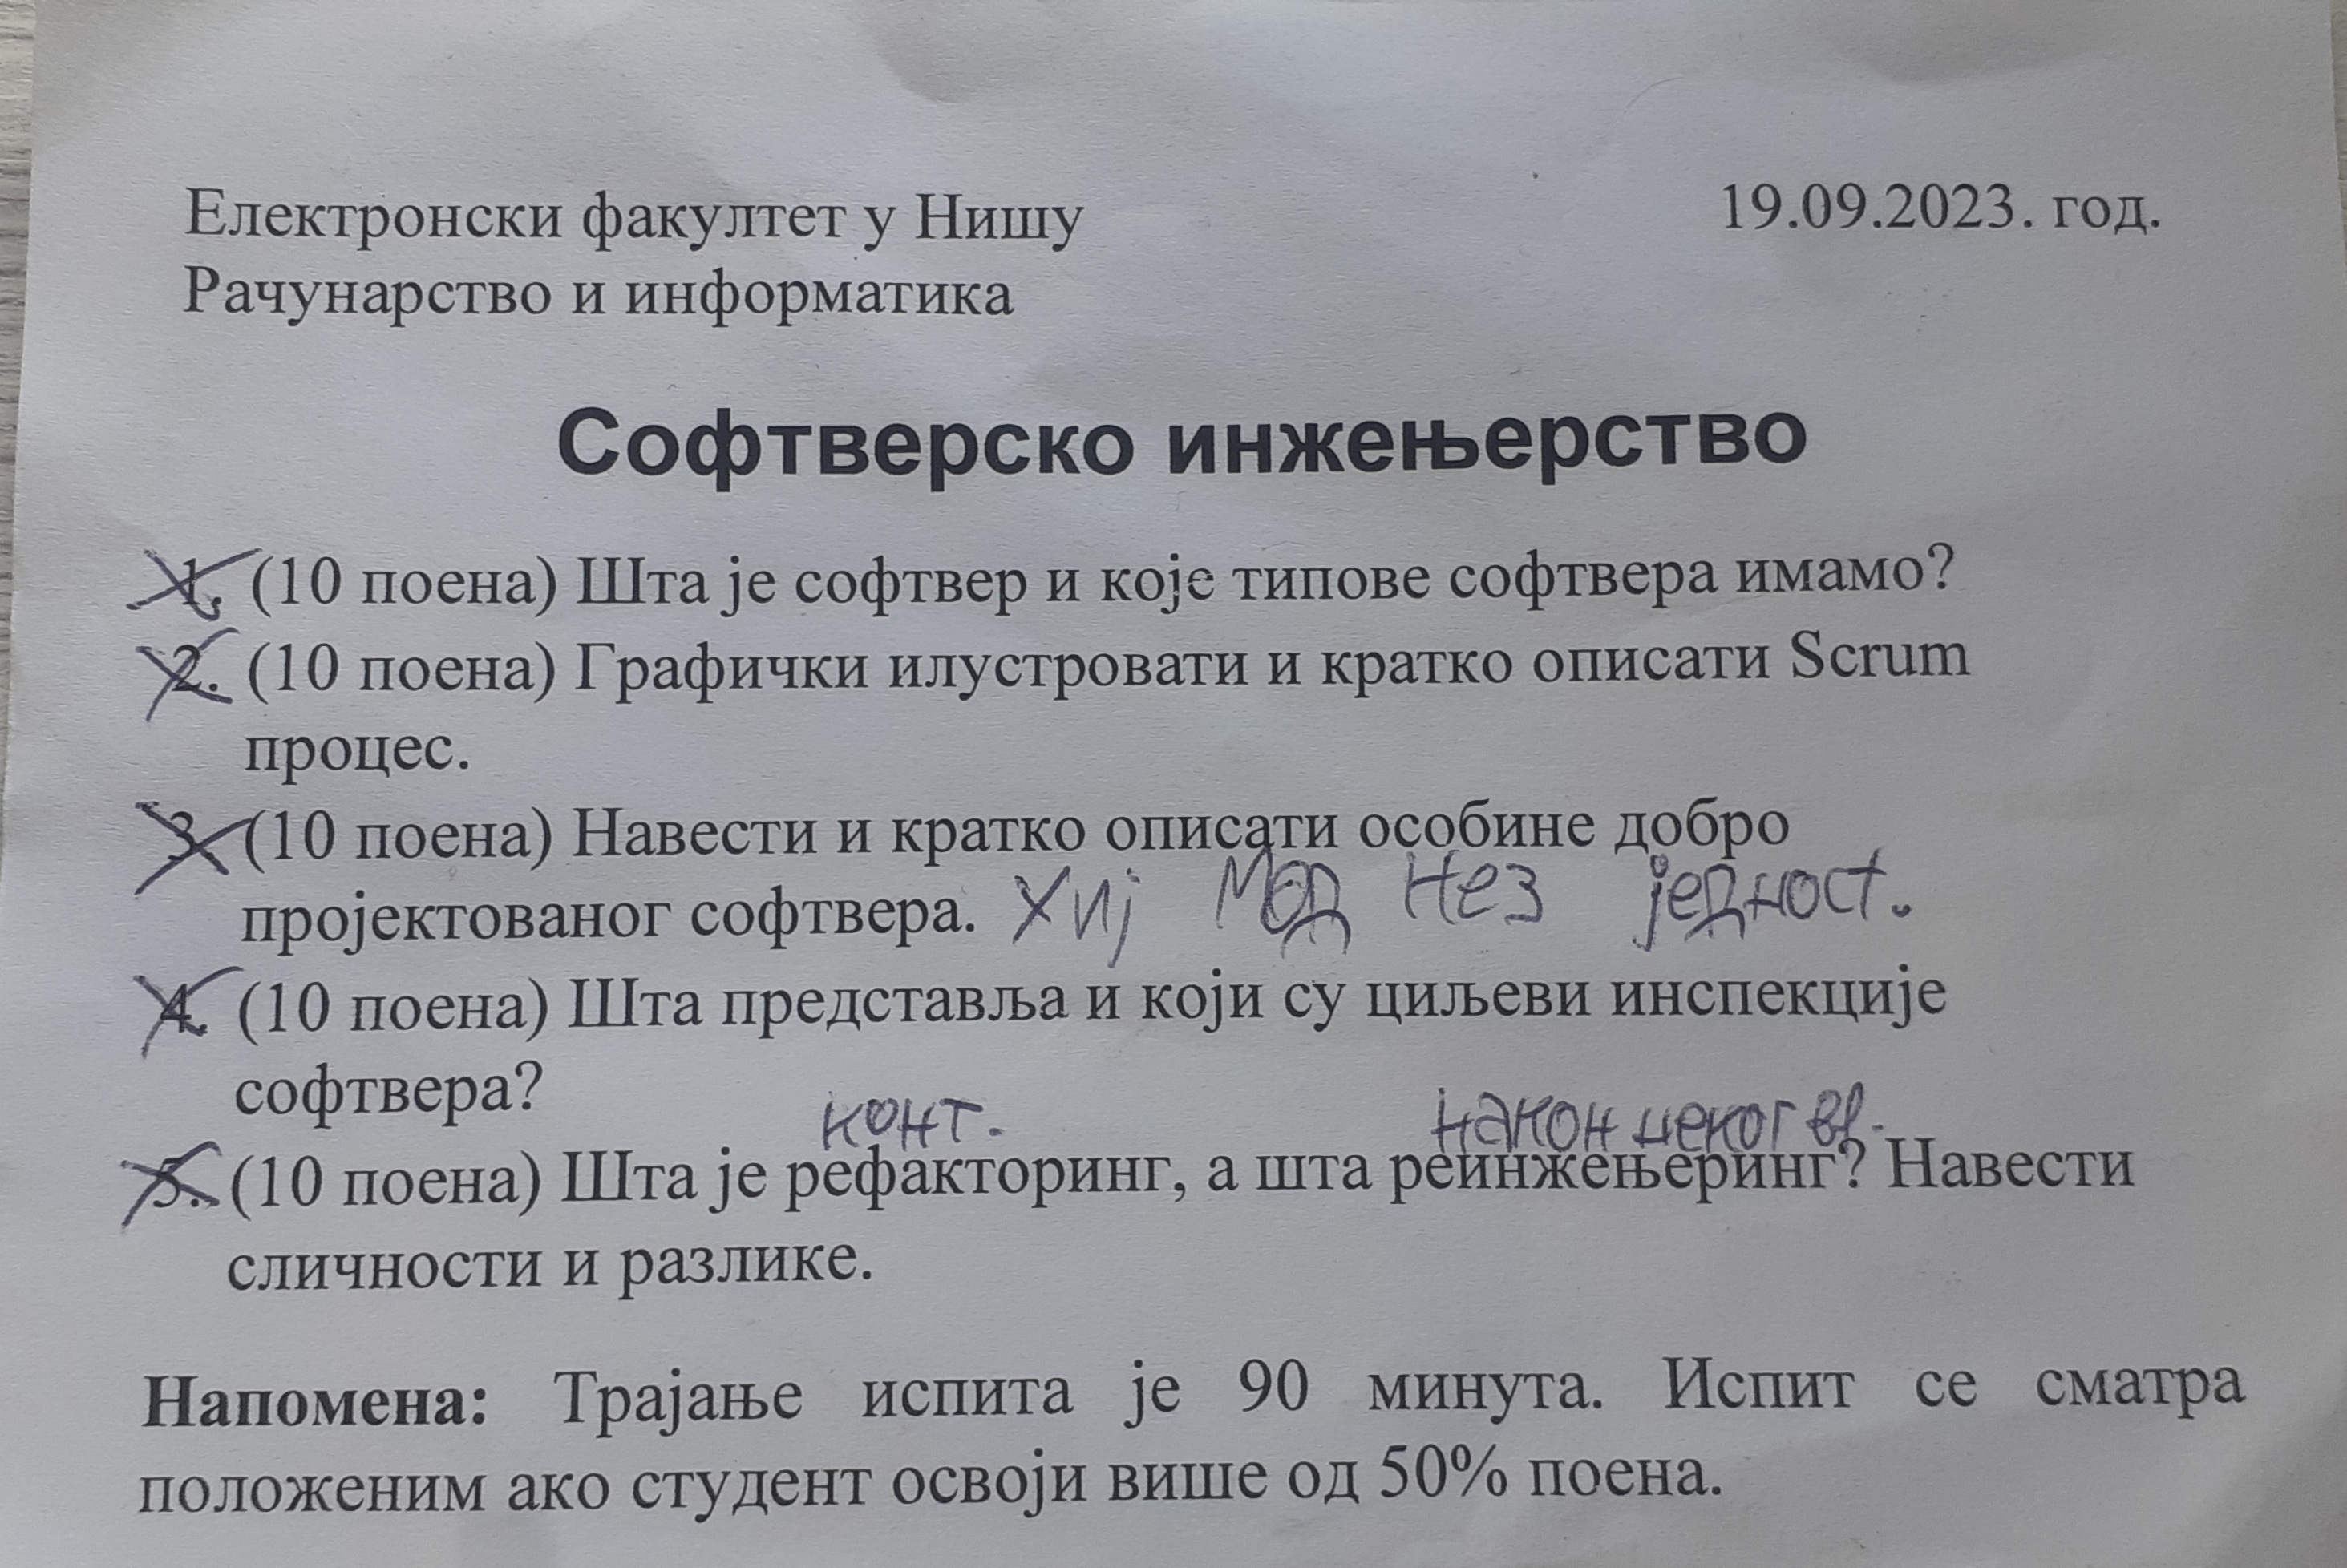 Електронски факултет у Нишу 19.09.2023. год.
Рачунарство и информатика
Софтверско инжењерство
1. (10 поена) Шта је софтвер и које типове софтвера имамо?
2. (10 поена) Графички илустровати и кратко описати Scrum
процес.
3. (10 поена) Навести и кратко описати особине добро
пројектованог софтвера. Хиј Мод Нез једност.
4. (10 поена) Шта представља и који су циљеви инспекције
софтвера?
конт. након неког вр.
5. (10 поена) Шта је рефакторинг, а шта реинжењеринг? Навести
сличности и разлике.
Напомена: Трајање испита је 90 минута. Испит се сматра
положеним ако студент освоји више од 50% поена.